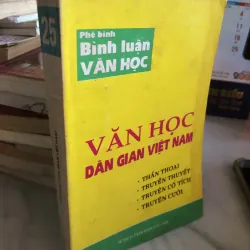 25
Phê bình
Bình luận
VĂN HỌC
VĂN HỌC
DÂN GIAN VIỆT NAM
- THẦN THOẠI
- TRUYỀN THUYẾT
- TRUYỆN CỔ TÍCH
- TRUYỆN CƯỜI